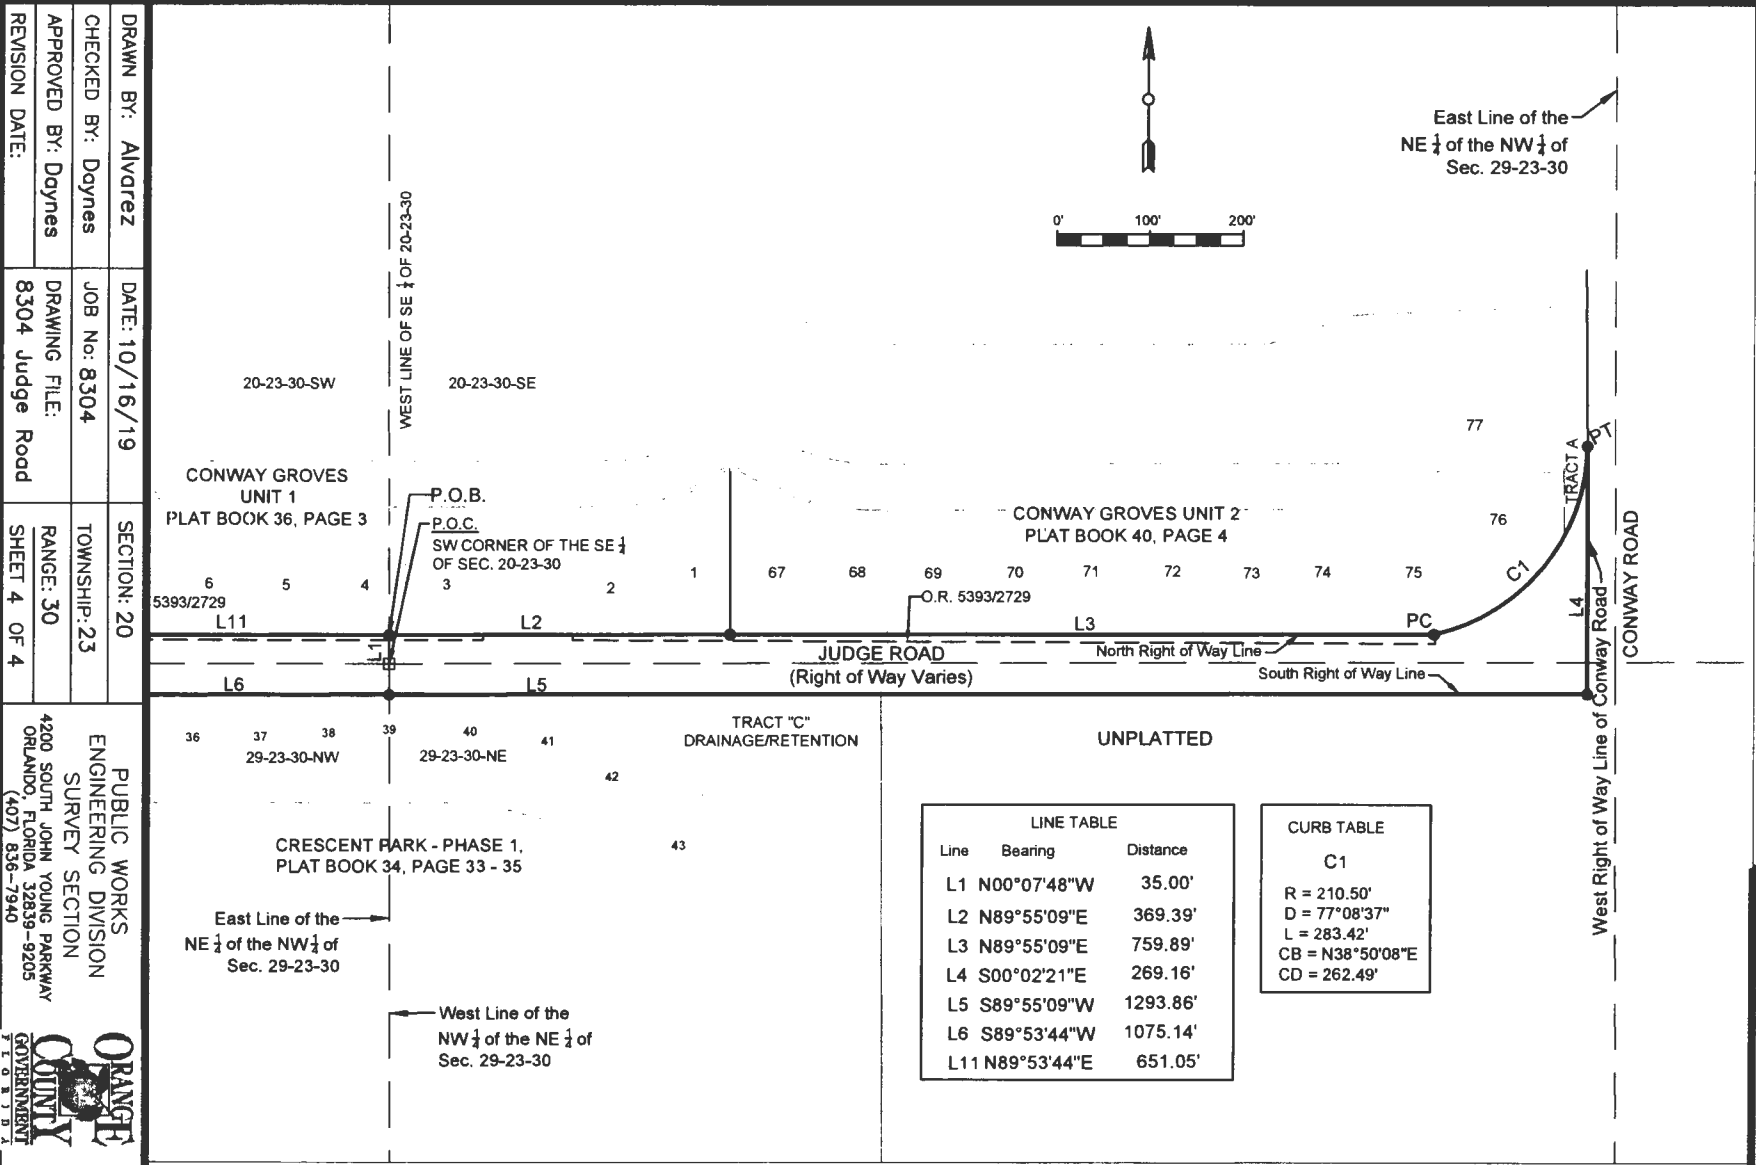 DRAWN BY: Alvarez
CHECKED BY: Daynes
APPROVED BY: Daynes
REVISION DATE:
DATE: 10/16/19
JOB No: 8304
DRAWING FILE:
8304 Judge Road
SECTION: 20
TOWNSHIP: 23
RANGE: 30
SHEET 4 OF 4
PUBLIC WORKS
ENGINEERING DIVISION
SURVEY SECTION
4200 SOUTH JOHN YOUNG PARKWAY
ORLANDO, FLORIDA 32839-9205
(407) 836-7940
ORANGE
COUNTY
GOVERNMENT
FLORIDA
East Line of the
NE 1/4 of the NW 1/4 of
Sec. 29-23-30
0' 100' 200'
WEST LINE OF SE 1/4 OF 20-23-30
20-23-30-SW
20-23-30-SE
CONWAY GROVES
UNIT 1
PLAT BOOK 36, PAGE 3
P.O.B.
P.O.C.
SW CORNER OF THE SE 1/4
OF SEC. 20-23-30
CONWAY GROVES UNIT 2
PLAT BOOK 40, PAGE 4
77
76
TRACT A
PT
C1
L4
CONWAY ROAD
West Right of Way Line of Conway Road
6 5 4 3 2 1 67 68 69 70 71 72 73 74 75
5393/2729
O.R. 5393/2729
L11 L2 L3 PC
L1
JUDGE ROAD
(Right of Way Varies)
North Right of Way Line
South Right of Way Line
L6 L5
36 37 38 39 40 41
42
43
29-23-30-NW
29-23-30-NE
TRACT "C"
DRAINAGE/RETENTION
UNPLATTED
CRESCENT PARK - PHASE 1,
PLAT BOOK 34, PAGE 33 - 35
East Line of the
NE 1/4 of the NW 1/4 of
Sec. 29-23-30
West Line of the
NW 1/4 of the NE 1/4 of
Sec. 29-23-30
LINE TABLE
Line Bearing Distance
L1 N00°07'48"W 35.00'
L2 N89°55'09"E 369.39'
L3 N89°55'09"E 759.89'
L4 S00°02'21"E 269.16'
L5 S89°55'09"W 1293.86'
L6 S89°53'44"W 1075.14'
L11 N89°53'44"E 651.05'
CURB TABLE
C1
R = 210.50'
D = 77°08'37"
L = 283.42'
CB = N38°50'08"E
CD = 262.49'